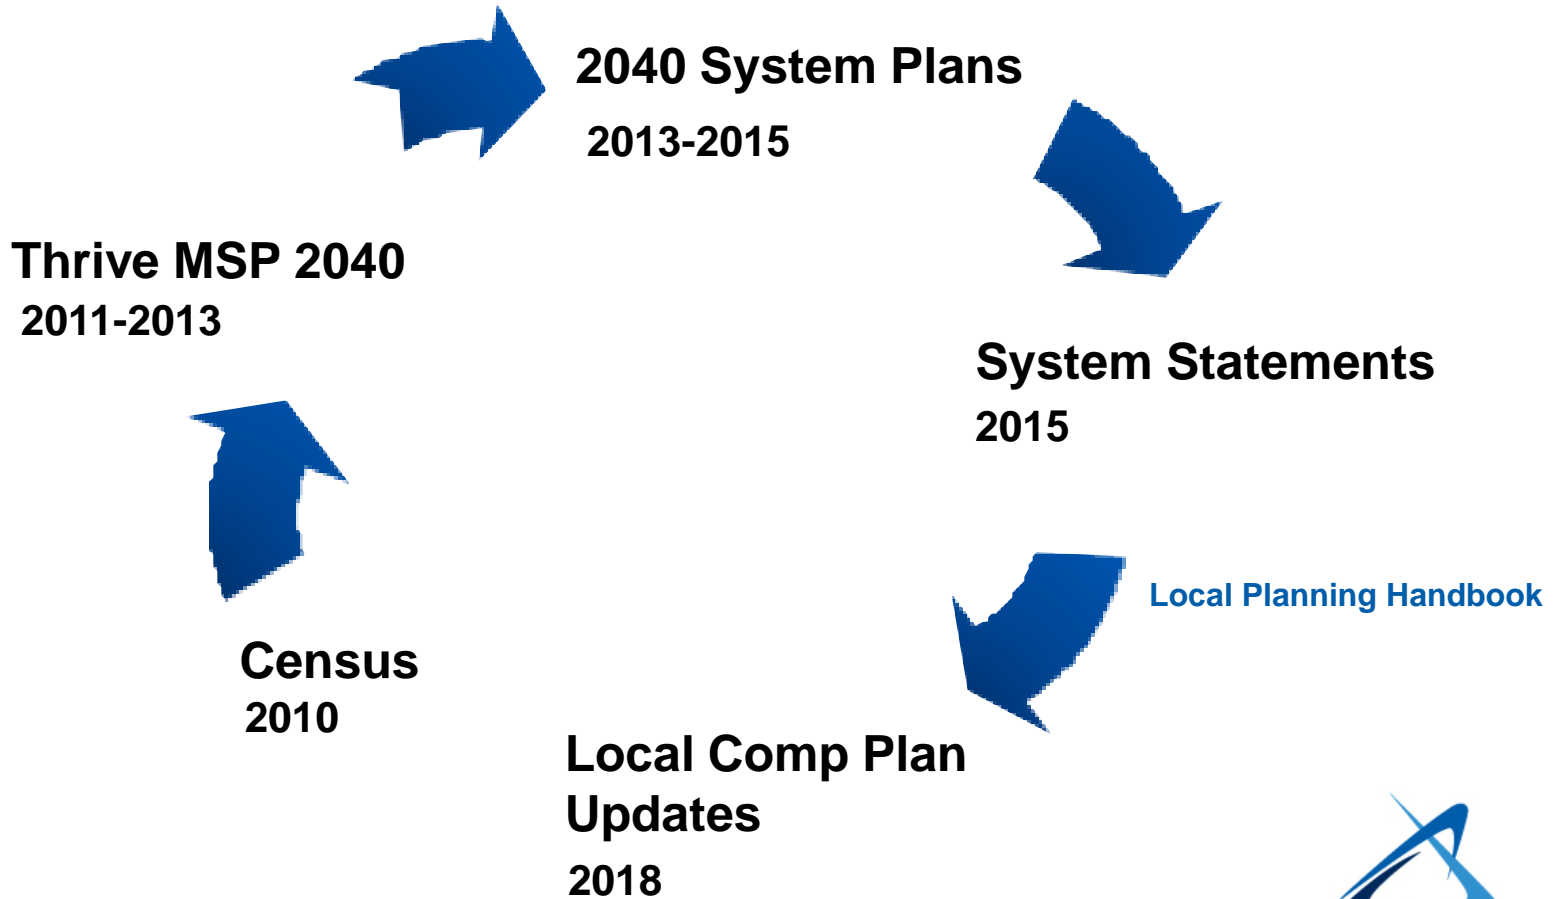 2040 System Plans
2013-2015
Thrive MSP 2040
2011-2013
System Statements
2015
Local Planning Handbook
Census
2010
Local Comp Plan
Updates
2018